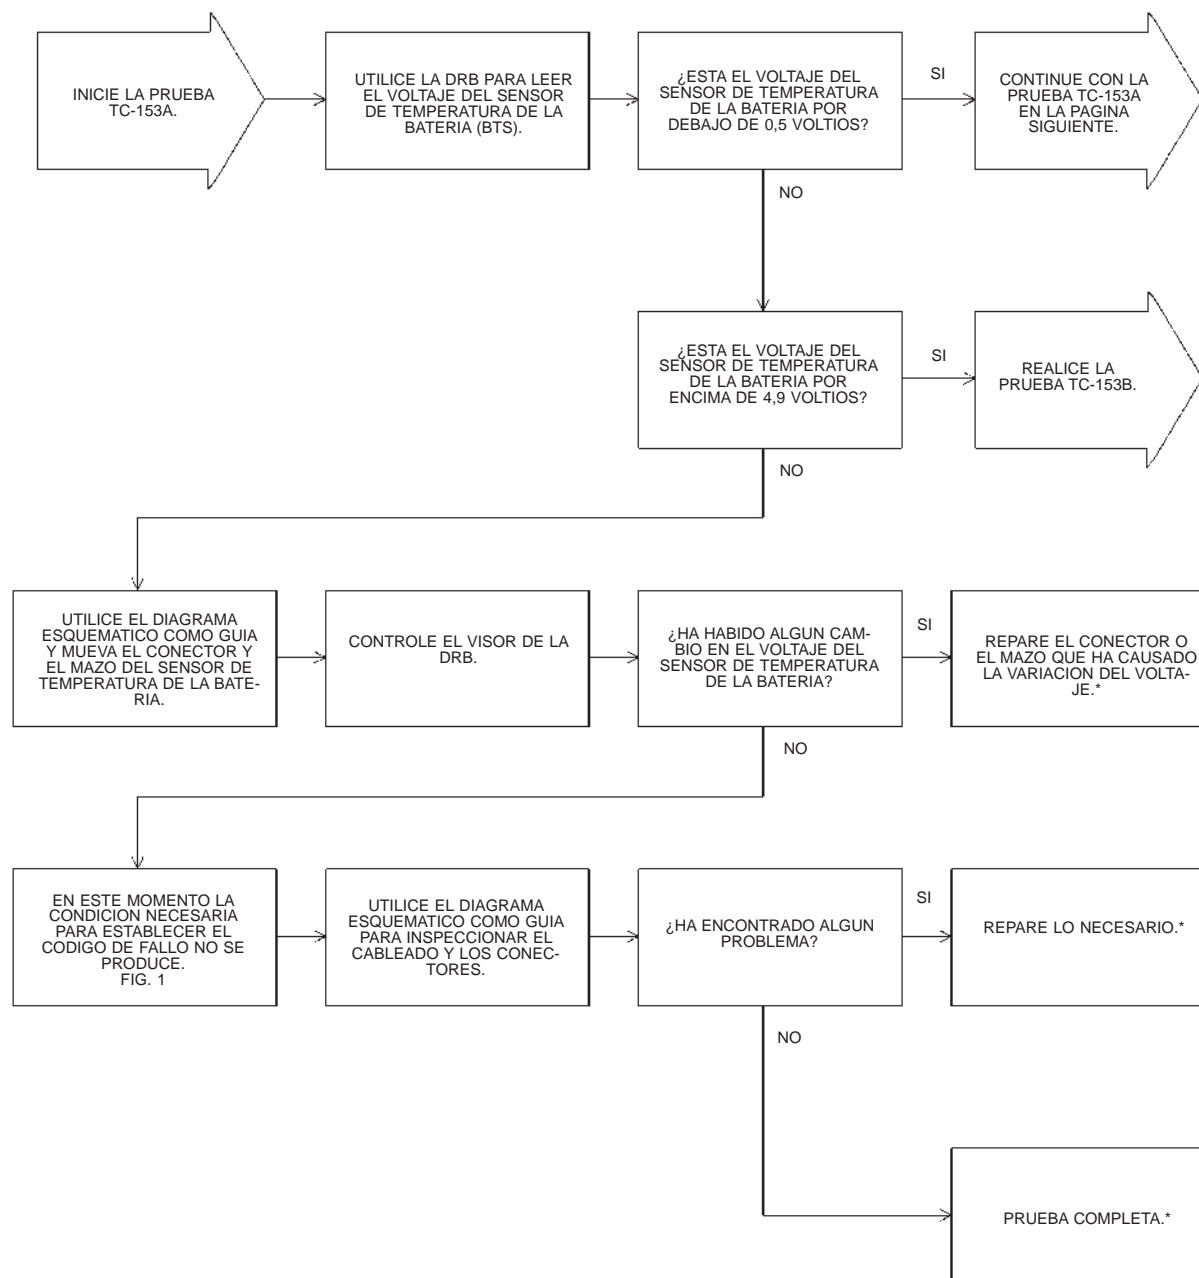 INICIE LA PRUEBA
TC-153A.
UTILICE LA DRB PARA LEER
EL VOLTAJE DEL SENSOR
DE TEMPERATURA DE LA
BATERIA (BTS).
¿ESTA EL VOLTAJE DEL
SENSOR DE TEMPERATURA
DE LA BATERIA POR
DEBAJO DE 0,5 VOLTIOS?
SI
CONTINUE CON LA
PRUEBA TC-153A
EN LA PAGINA
SIGUIENTE.
NO
¿ESTA EL VOLTAJE DEL
SENSOR DE TEMPERATURA
DE LA BATERIA POR
ENCIMA DE 4,9 VOLTIOS?
SI
REALICE LA
PRUEBA TC-153B.
NO
UTILICE EL DIAGRAMA
ESQUEMATICO COMO GUIA
Y MUEVA EL CONECTOR Y
EL MAZO DEL SENSOR DE
TEMPERATURA DE LA BATE-
RIA.
CONTROLE EL VISOR DE LA
DRB.
¿HA HABIDO ALGUN CAM-
BIO EN EL VOLTAJE DEL
SENSOR DE TEMPERATURA
DE LA BATERIA?
SI
REPARE EL CONECTOR O
EL MAZO QUE HA CAUSADO
LA VARIACION DEL VOLTA-
JE.*
NO
EN ESTE MOMENTO LA
CONDICION NECESARIA
PARA ESTABLECER EL
CODIGO DE FALLO NO SE
PRODUCE.
FIG. 1
UTILICE EL DIAGRAMA
ESQUEMATICO COMO GUIA
PARA INSPECCIONAR EL
CABLEADO Y LOS CONEC-
TORES.
¿HA ENCONTRADO ALGUN
PROBLEMA?
SI
REPARE LO NECESARIO.*
NO
PRUEBA COMPLETA.*